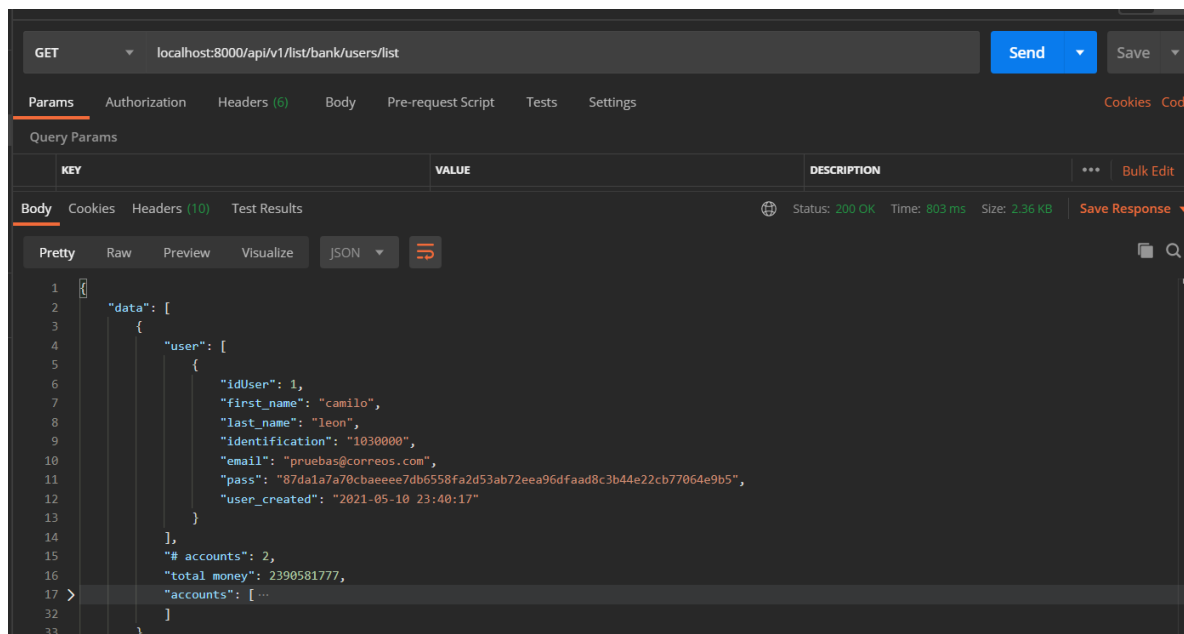 GET localhost:8000/api/v1/list/bank/users/list Send Save
Params Authorization Headers (6) Body Pre-request Script Tests Settings Cookies Cod
Query Params
KEY VALUE DESCRIPTION ••• Bulk Edit
Body Cookies Headers (10) Test Results Status: 200 OK Time: 803 ms Size: 2.36 KB Save Response
Pretty Raw Preview Visualize JSON
1 {
2 "data": [
3 {
4 "user": [
5 {
6 "idUser": 1,
7 "first_name": "camilo",
8 "last_name": "leon",
9 "identification": "1030000",
10 "email": "pruebas@correos.com",
11 "pass": "87da1a7a70cbaeeee7db6558fa2d53ab72eea96dfaad8c3b44e22cb77064e9b5",
12 "user_created": "2021-05-10 23:40:17"
13 }
14 ],
15 "# accounts": 2,
16 "total money": 2390581777,
17 "accounts": [ ···
32 ]
33 }